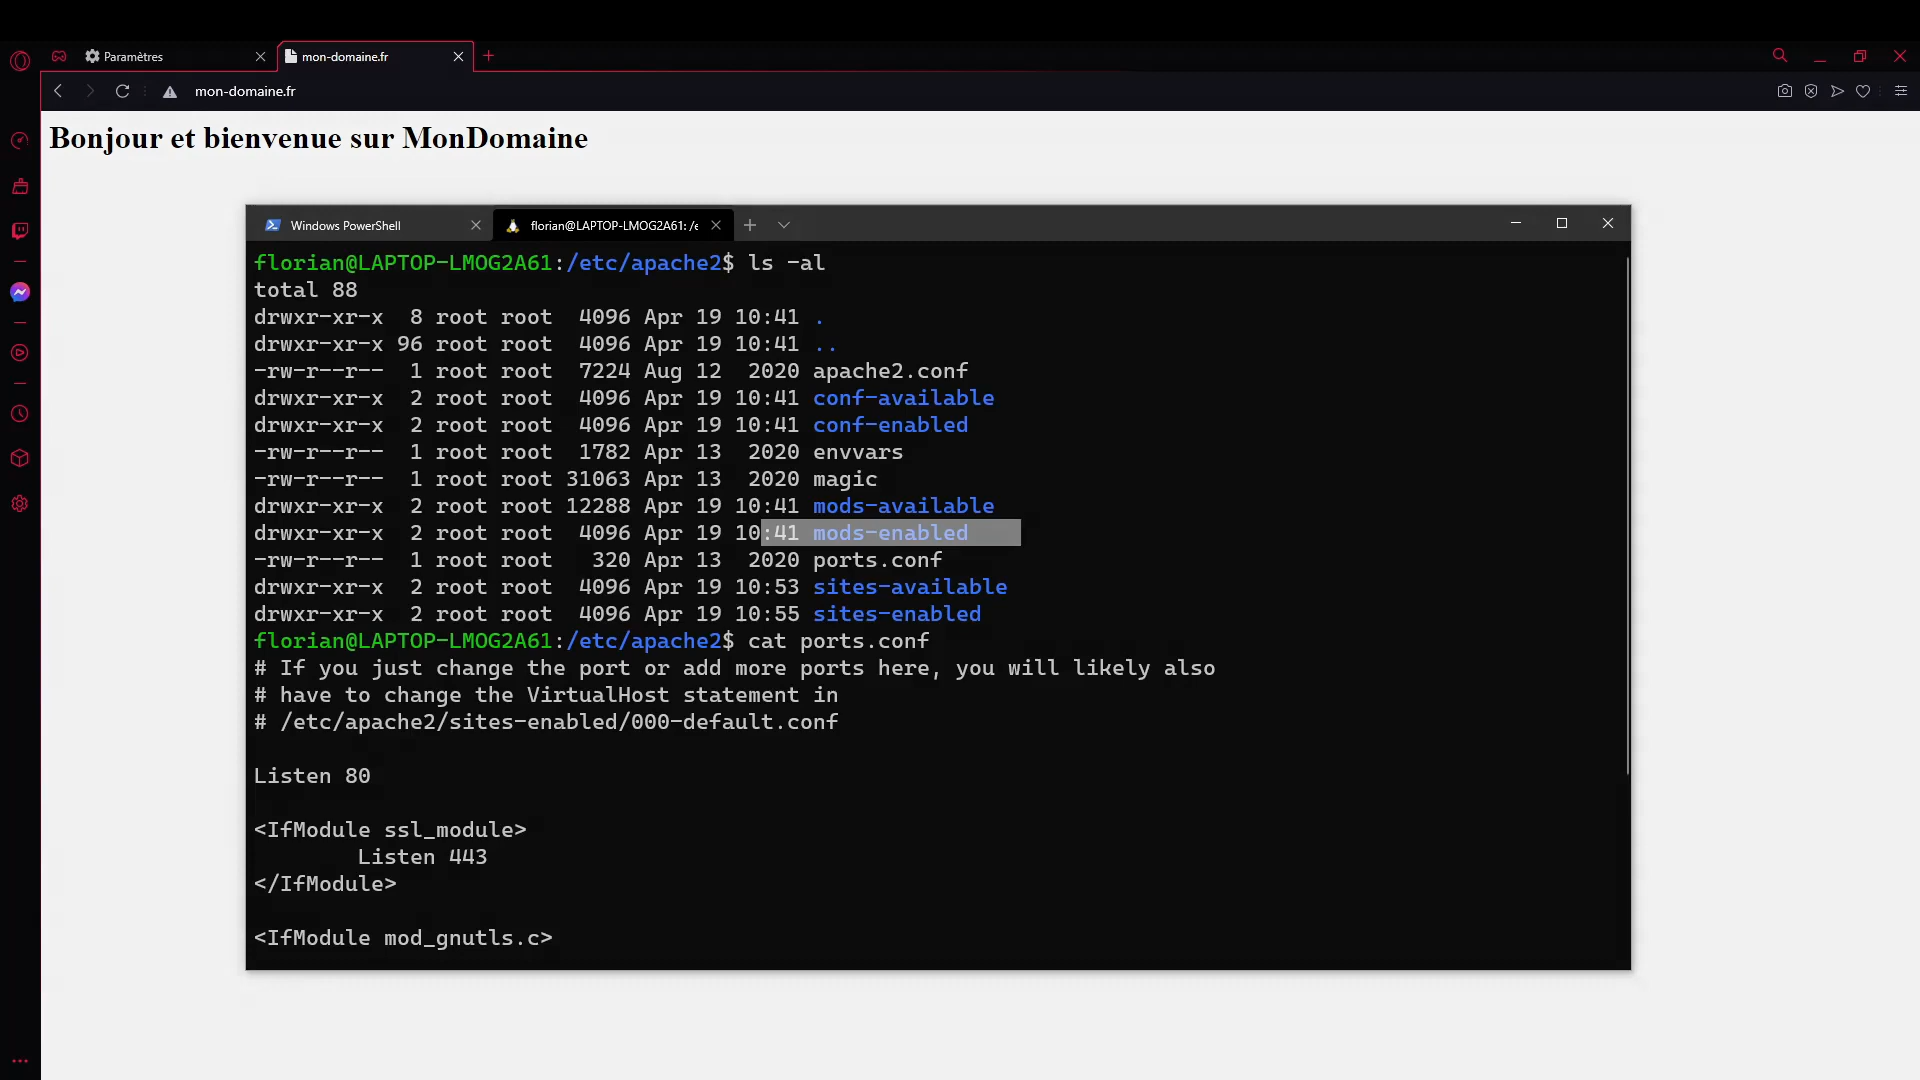 Paramètres
mon-domaine.fr
mon-domaine.fr
Bonjour et bienvenue sur MonDomaine
Windows PowerShell
florian@LAPTOP-LMOG2A61: /e
florian@LAPTOP-LMOG2A61:/etc/apache2$ ls -al
total 88
drwxr-xr-x  8 root root  4096 Apr 19 10:41 .
drwxr-xr-x 96 root root  4096 Apr 19 10:41 ..
-rw-r--r--  1 root root  7224 Aug 12  2020 apache2.conf
drwxr-xr-x  2 root root  4096 Apr 19 10:41 conf-available
drwxr-xr-x  2 root root  4096 Apr 19 10:41 conf-enabled
-rw-r--r--  1 root root  1782 Apr 13  2020 envvars
-rw-r--r--  1 root root 31063 Apr 13  2020 magic
drwxr-xr-x  2 root root 12288 Apr 19 10:41 mods-available
drwxr-xr-x  2 root root  4096 Apr 19 10:41 mods-enabled
-rw-r--r--  1 root root   320 Apr 13  2020 ports.conf
drwxr-xr-x  2 root root  4096 Apr 19 10:53 sites-available
drwxr-xr-x  2 root root  4096 Apr 19 10:55 sites-enabled
florian@LAPTOP-LMOG2A61:/etc/apache2$ cat ports.conf
# If you just change the port or add more ports here, you will likely also
# have to change the VirtualHost statement in
# /etc/apache2/sites-enabled/000-default.conf
Listen 80
<IfModule ssl_module>
        Listen 443
</IfModule>
<IfModule mod_gnutls.c>